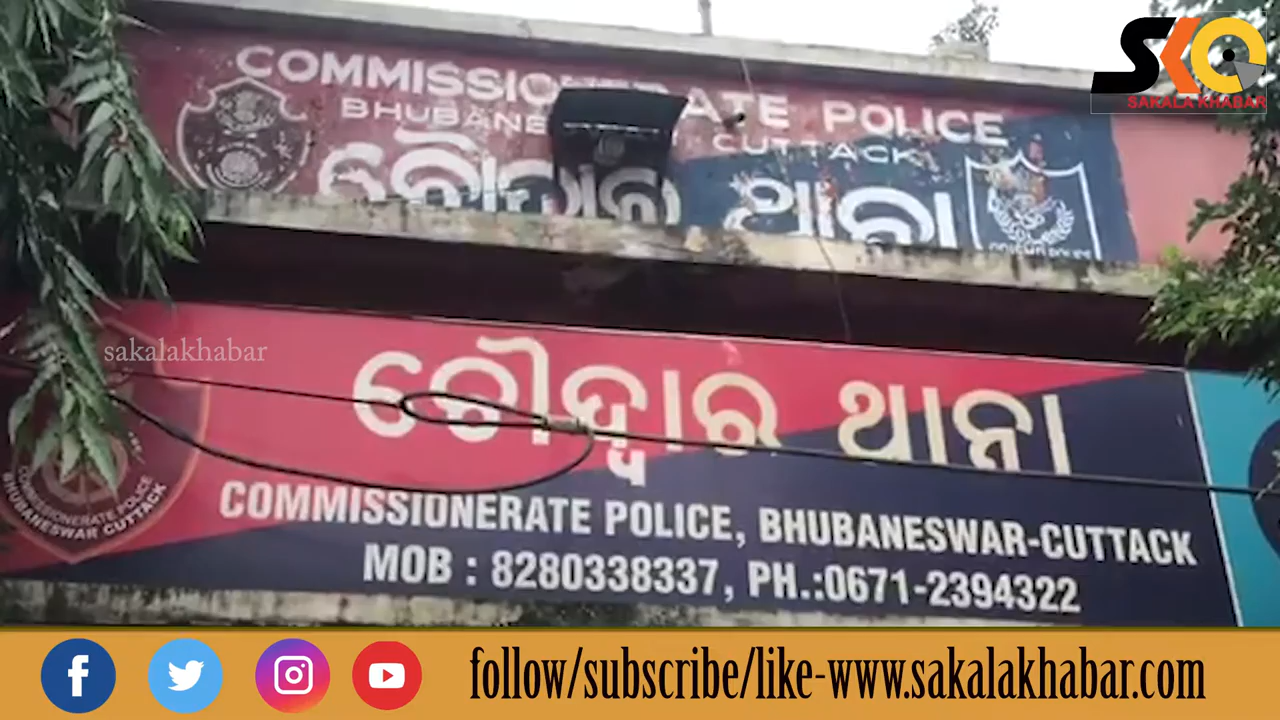 SKQ
SAKALA KHABAR
COMMISSIONERATE POLICE
CUTTACK
ଚୌଦ୍ୱାର ଥାନା
sakalakhabar
ଚୌଦ୍ୱାର ଥାନା
COMMISSIONERATE POLICE
BHUBANESWAR CUTTACK
COMMISSIONERATE POLICE, BHUBANESWAR-CUTTACK
MOB : 8280338337, PH.:0671-2394322
follow/subscribe/like-www.sakalakhabar.com